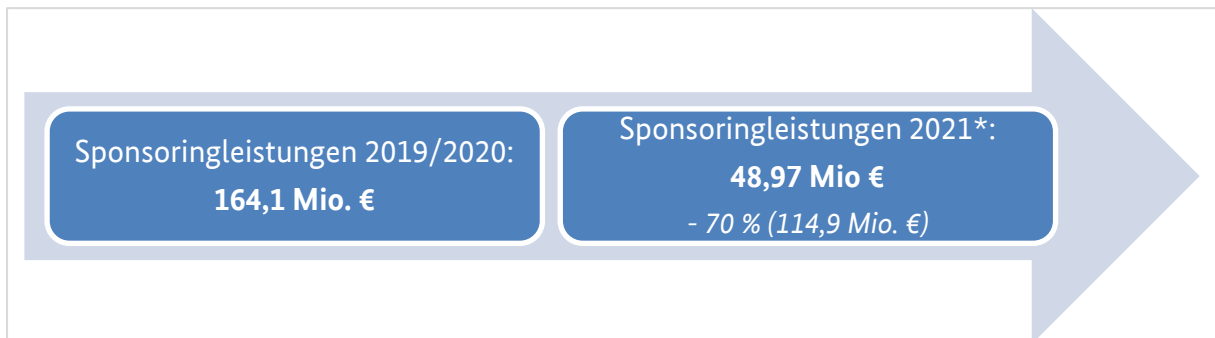 Sponsoringleistungen 2019/2020:
164,1 Mio. €
Sponsoringleistungen 2021*:
48,97 Mio €
- 70 % (114,9 Mio. €)